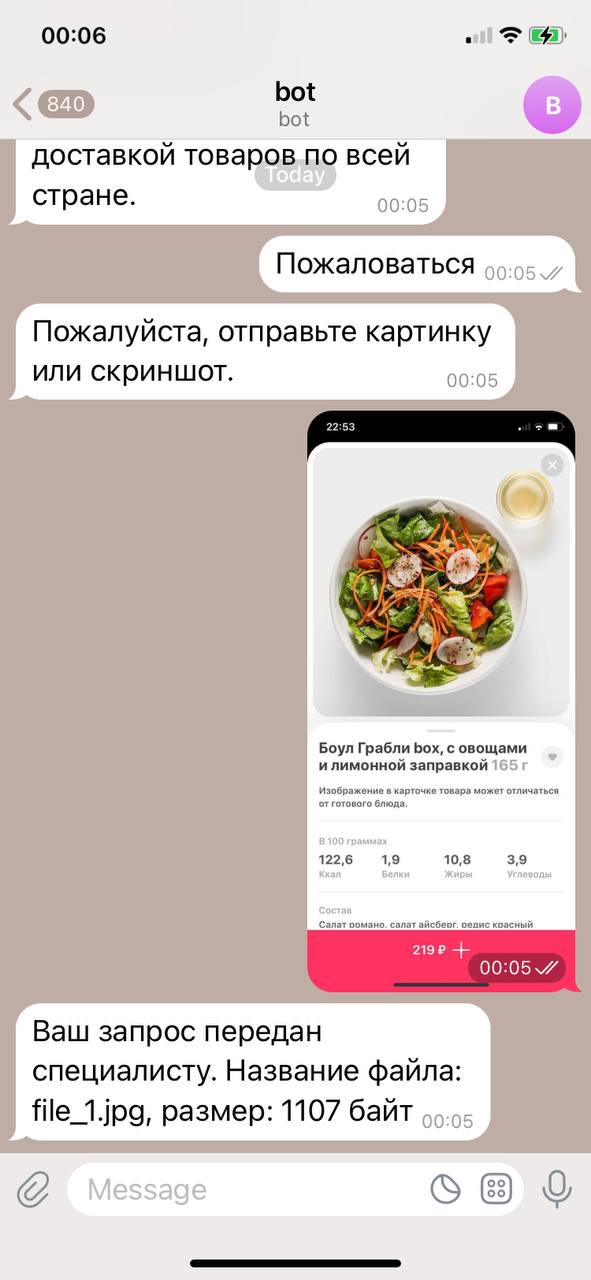 00:06
840
bot
bot
B
доставкой товаров по всей
Today
стране.
00:05
Пожаловаться 00:05
Пожалуйста, отправьте картинку
или скриншот.
00:05
22:53
Боул Грабли box, с овощами
и лимонной заправкой 165 г
Изображение в карточке товара может отличаться
от готового блюда.
В 100 граммах
122,6 1,9 10,8 3,9
Ккал Белки Жиры Углеводы
Состав
Салат романо, салат айсберг, редис красный
219 ₽ +
00:05
Ваш запрос передан
специалисту. Название файла:
file_1.jpg, размер: 1107 байт 00:05
Message